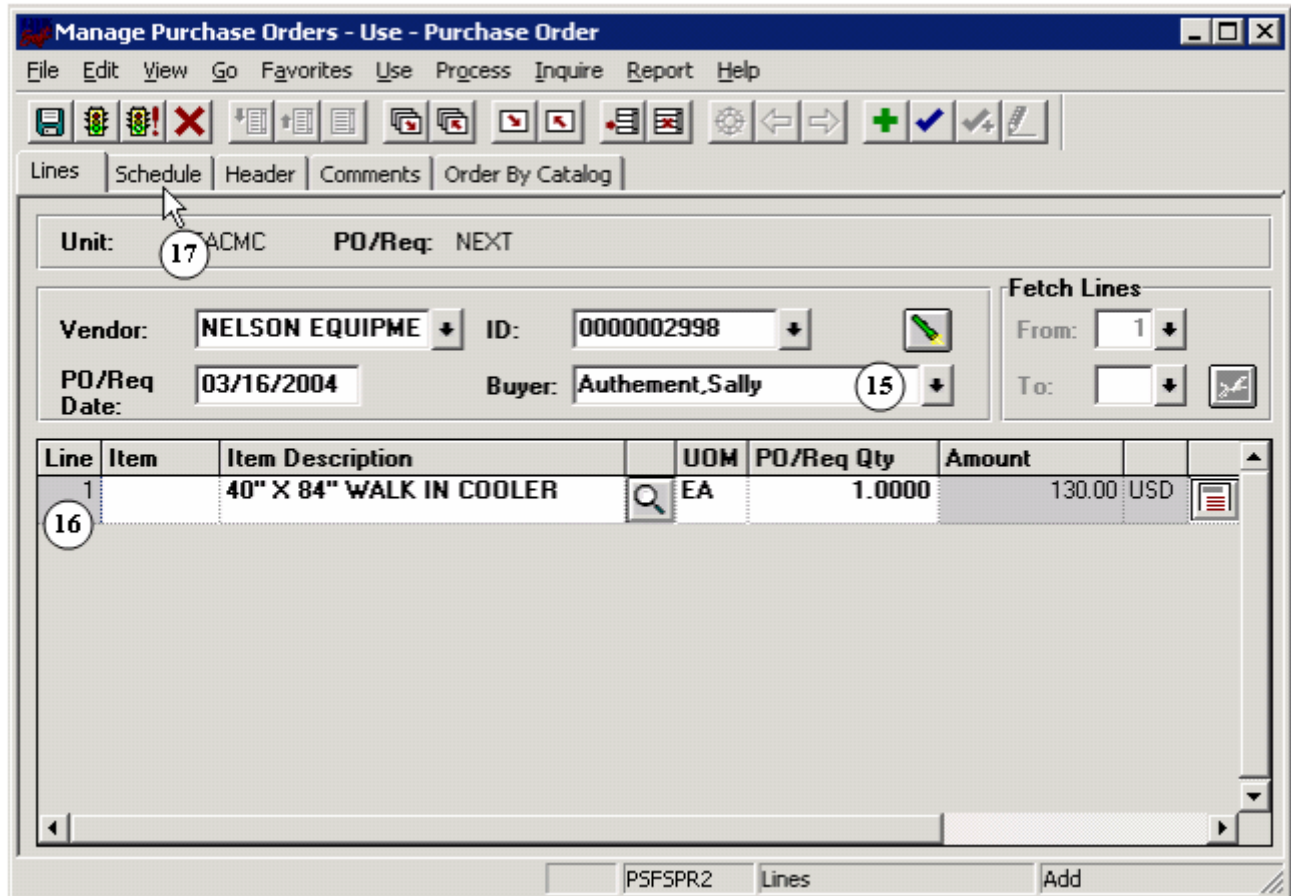 Manage Purchase Orders - Use - Purchase Order
File Edit View Go Favorites Use Process Inquire Report Help
Lines Schedule Header Comments Order By Catalog
Unit: PO/Req: NEXT
17
Fetch Lines
Vendor: NELSON EQUIPME ID: 0000002998 From: 1
PO/Req Date: 03/16/2004 Buyer: Authement,Sally 15 To:
Line Item Item Description UOM PO/Req Qty Amount
1 40" X 84" WALK IN COOLER EA 1.0000 130.00 USD
16
PSFSPR2 Lines Add